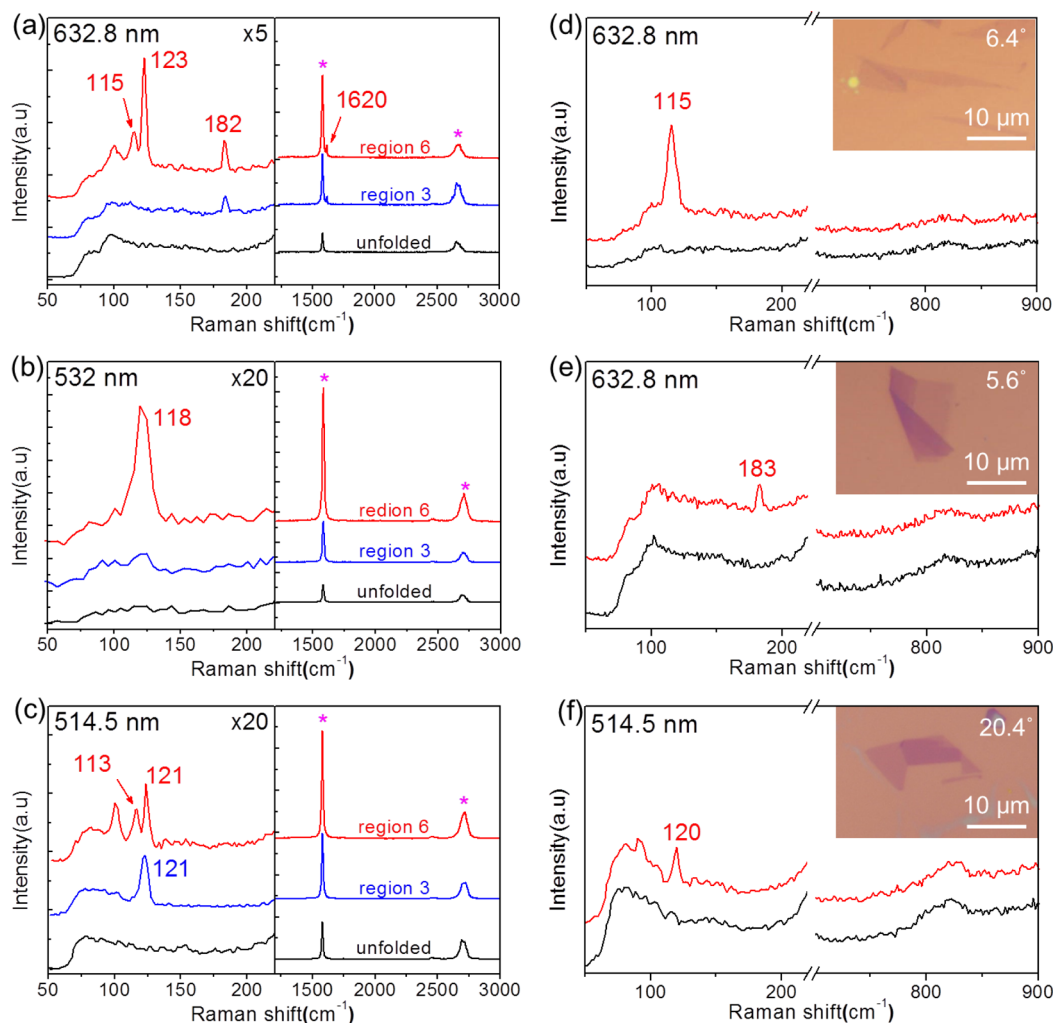 (a)
632.8 nm
x5
123
115
182
*
1620
*
region 6
region 3
unfolded
Intensity(a.u)
50 100 150 200 1500 2000 2500 3000
Raman shift(cm⁻¹)
(b)
532 nm
x20
118
*
*
redion 6
region 3
unfolded
Intensity(a.u)
50 100 150 200 1500 2000 2500 3000
Raman shift(cm⁻¹)
(c)
514.5 nm
x20
113
121
121
*
*
region 6
region 3
unfolded
Intensity(a.u)
50 100 150 200 1500 2000 2500 3000
Raman shift(cm⁻¹)
(d)
632.8 nm
6.4°
10 µm
115
Intensity(a.u)
100 200 800 900
Raman shift(cm⁻¹)
(e)
632.8 nm
5.6°
10 µm
183
Intensity(a.u)
100 200 800 900
Raman shift(cm⁻¹)
(f)
514.5 nm
20.4°
10 µm
120
Intensity(a.u)
100 200 800 900
Raman shift(cm⁻¹)